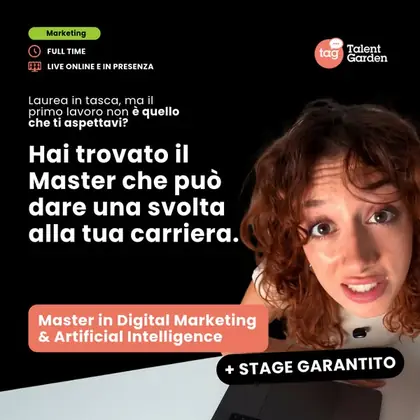 Marketing
FULL TIME
LIVE ONLINE E IN PRESENZA
tag
Talent
Garden
Laurea in tasca, ma il
primo lavoro non è quello
che ti aspettavi?
Hai trovato il
Master che può
dare una svolta
alla tua carriera.
Master in Digital Marketing
& Artificial Intelligence
+ STAGE GARANTITO